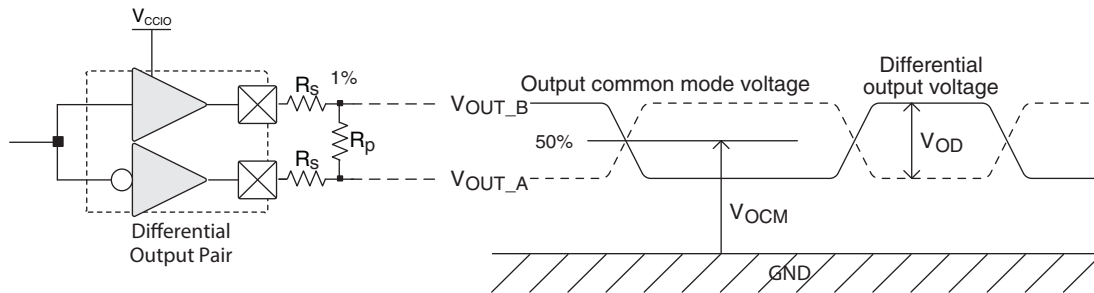 VCCIO
RS 1%
Rp
RS
Differential
Output Pair
VOUT_B
VOUT_A
Output common mode voltage
50%
VOCM
Differential
output voltage
VOD
GND